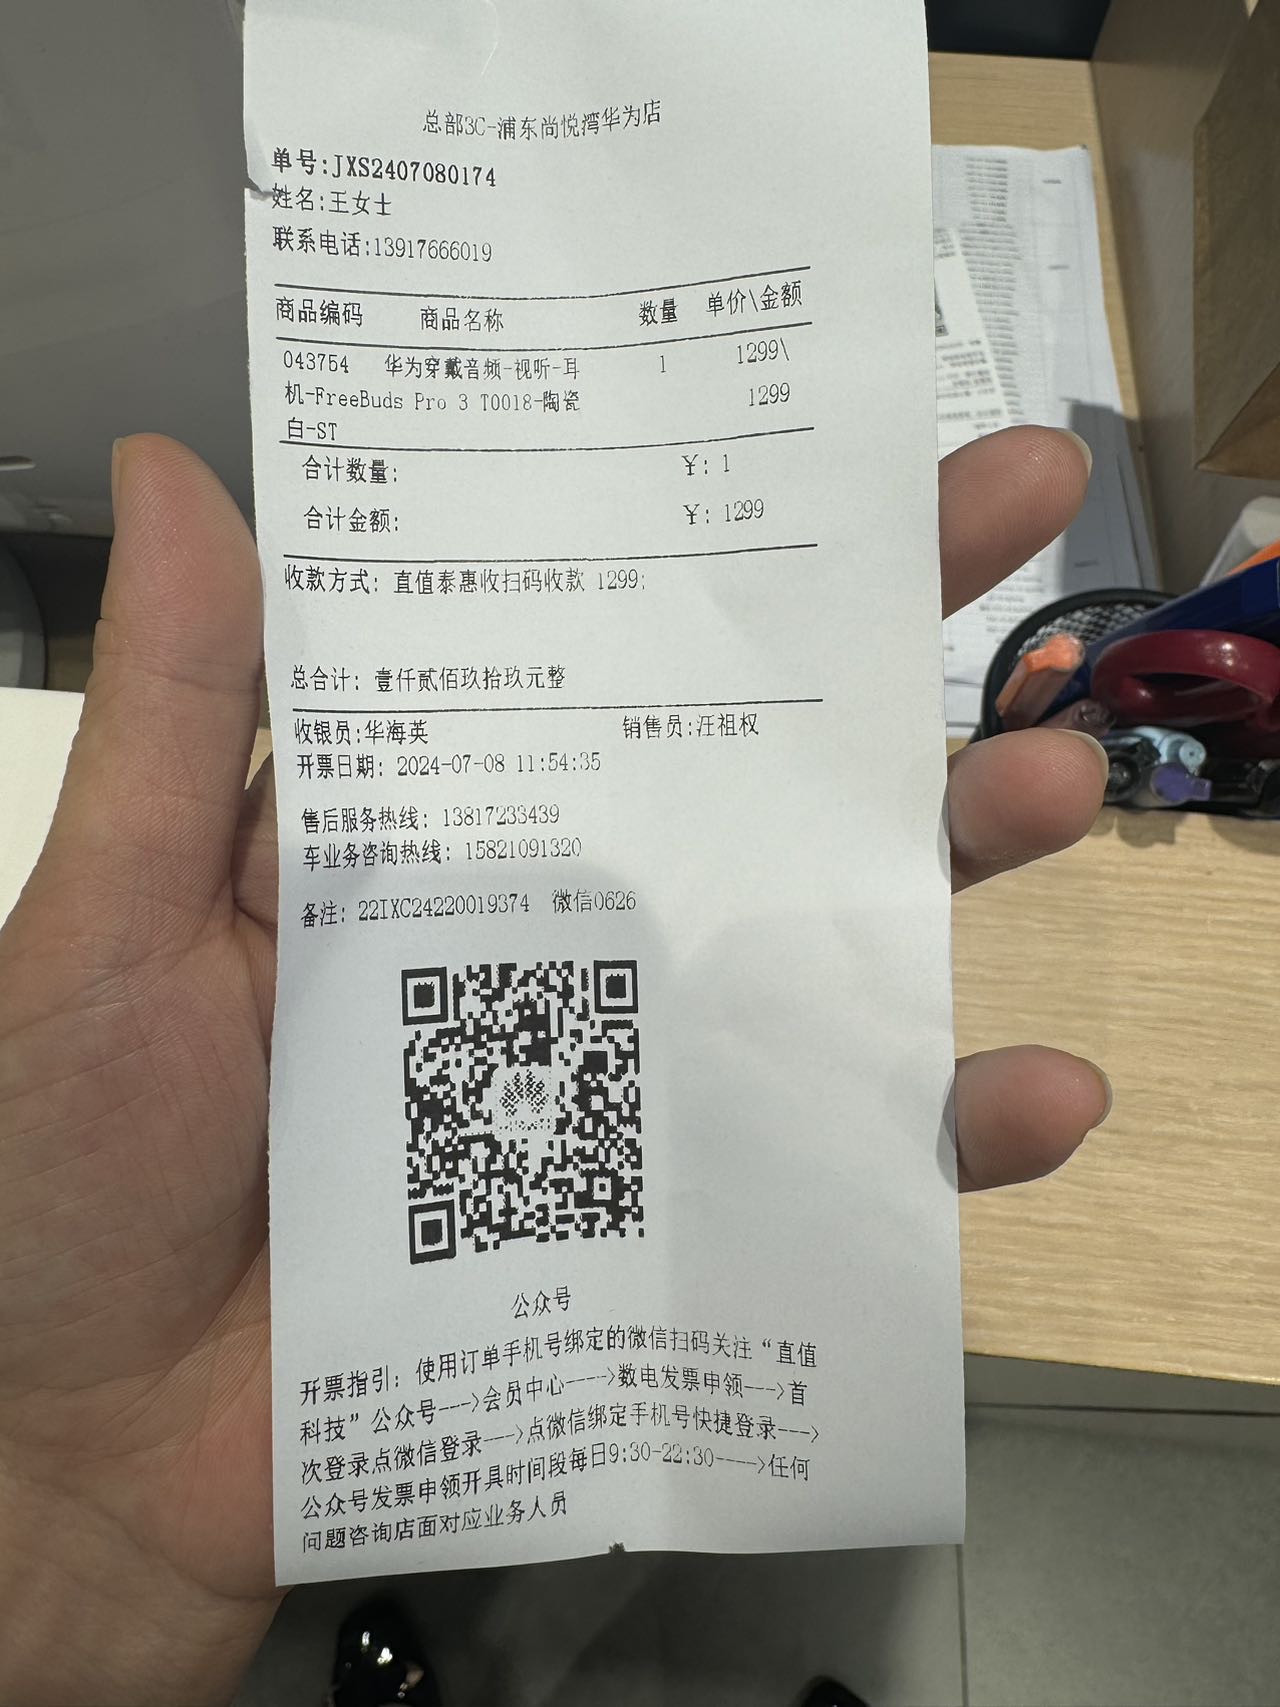 总部3C-浦东尚悦湾华为店
单号:JXS2407080174
姓名:王女士
联系电话:13917666019
商品编码 商品名称 数量 单价\金额
043754 华为穿戴音频-视听-耳 1 1299\
机-FreeBuds Pro 3 T0018-陶瓷 1299
白-ST
合计数量: ¥: 1
合计金额: ¥: 1299
收款方式: 直值泰惠收扫码收款 1299;
总合计: 壹仟贰佰玖拾玖元整
收银员:华海英 销售员:汪祖权
开票日期: 2024-07-08 11:54:35
售后服务热线: 13817233439
车业务咨询热线: 15821091320
备注: 22IXC24220019374 微信0626
公众号
开票指引: 使用订单手机号绑定的微信扫码关注“直值
科技”公众号--->会员中心---->数电发票申领--->首
次登录点微信登录--->点微信绑定手机号快捷登录--->
公众号发票申领开具时间段每日9:30-22:30---->任何
问题咨询店面对应业务人员